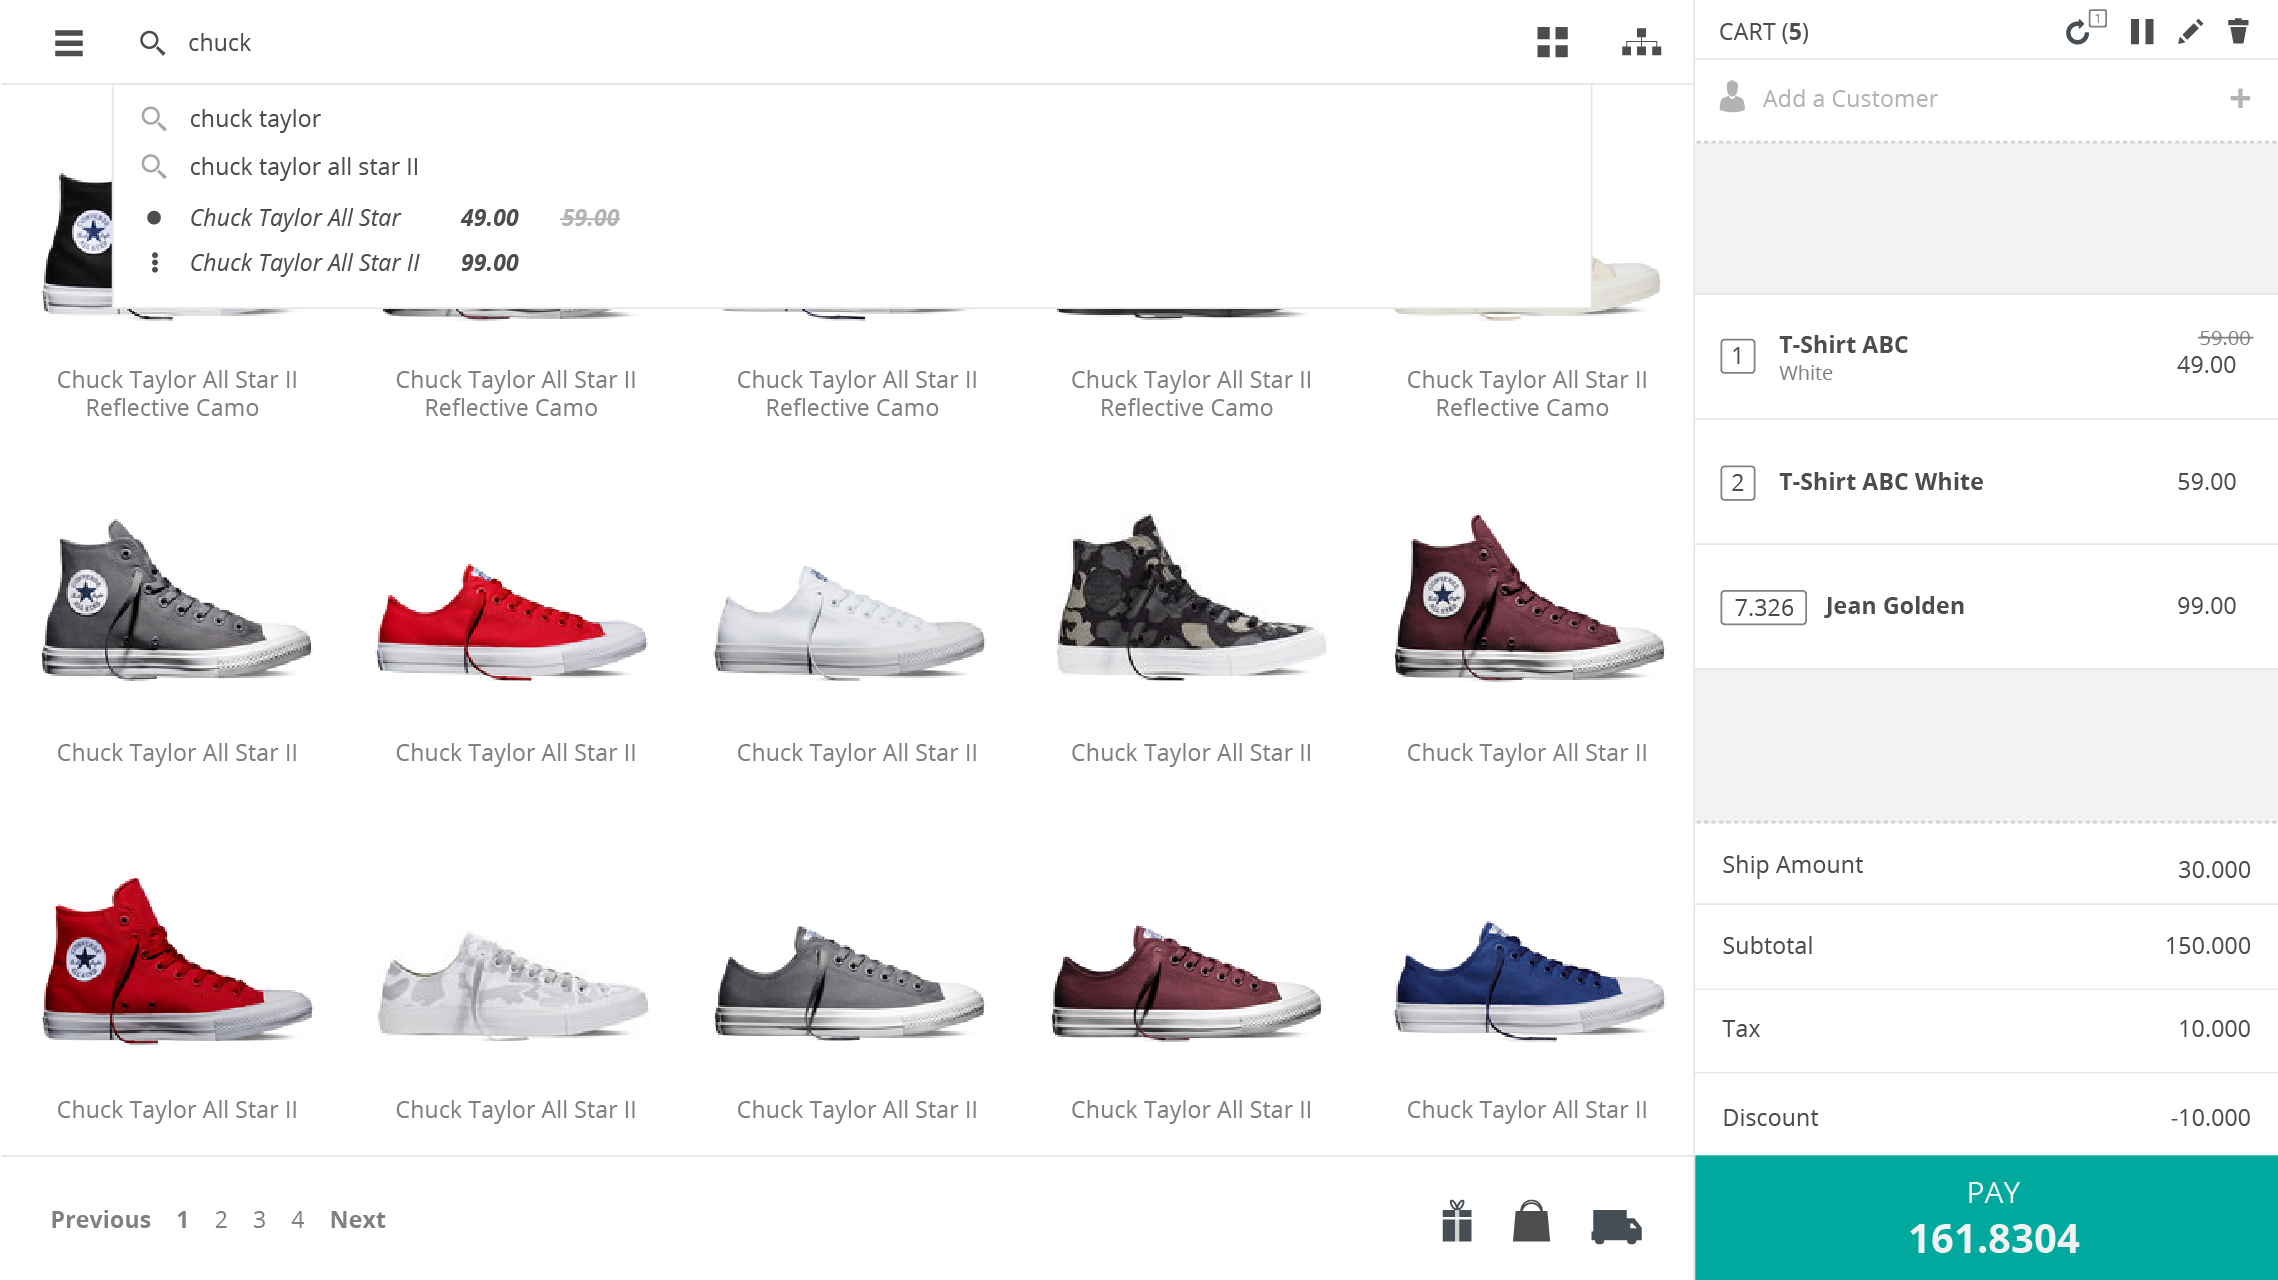 chuck
chuck taylor
chuck taylor all star II
Chuck Taylor All Star 49.00 59.00
Chuck Taylor All Star II 99.00
Chuck Taylor All Star II
Reflective Camo
Chuck Taylor All Star II
Reflective Camo
Chuck Taylor All Star II
Reflective Camo
Chuck Taylor All Star II
Reflective Camo
Chuck Taylor All Star II
Reflective Camo
Chuck Taylor All Star II
Chuck Taylor All Star II
Chuck Taylor All Star II
Chuck Taylor All Star II
Chuck Taylor All Star II
Chuck Taylor All Star II
Chuck Taylor All Star II
Chuck Taylor All Star II
Chuck Taylor All Star II
Chuck Taylor All Star II
Previous 1 2 3 4 Next
CART (5)
1
Add a Customer
1 T-Shirt ABC 59.00
White 49.00
2 T-Shirt ABC White 59.00
7.326 Jean Golden 99.00
Ship Amount 30.000
Subtotal 150.000
Tax 10.000
Discount -10.000
PAY
161.8304